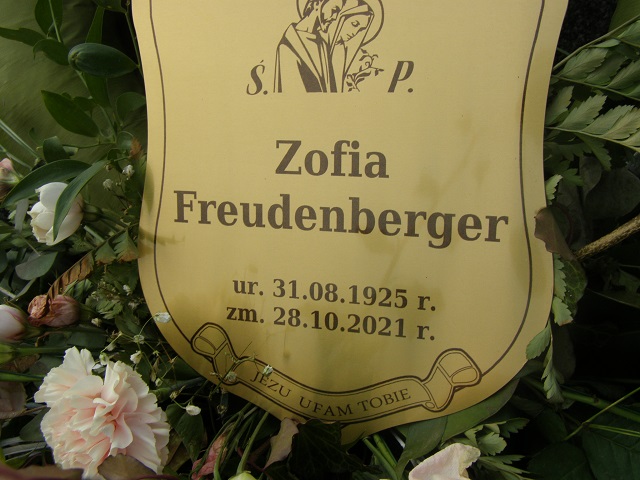 Ś. P.
Zofia
Freudenberger
ur. 31.08.1925 r.
zm. 28.10.2021 r.
JEZU UFAM TOBIE